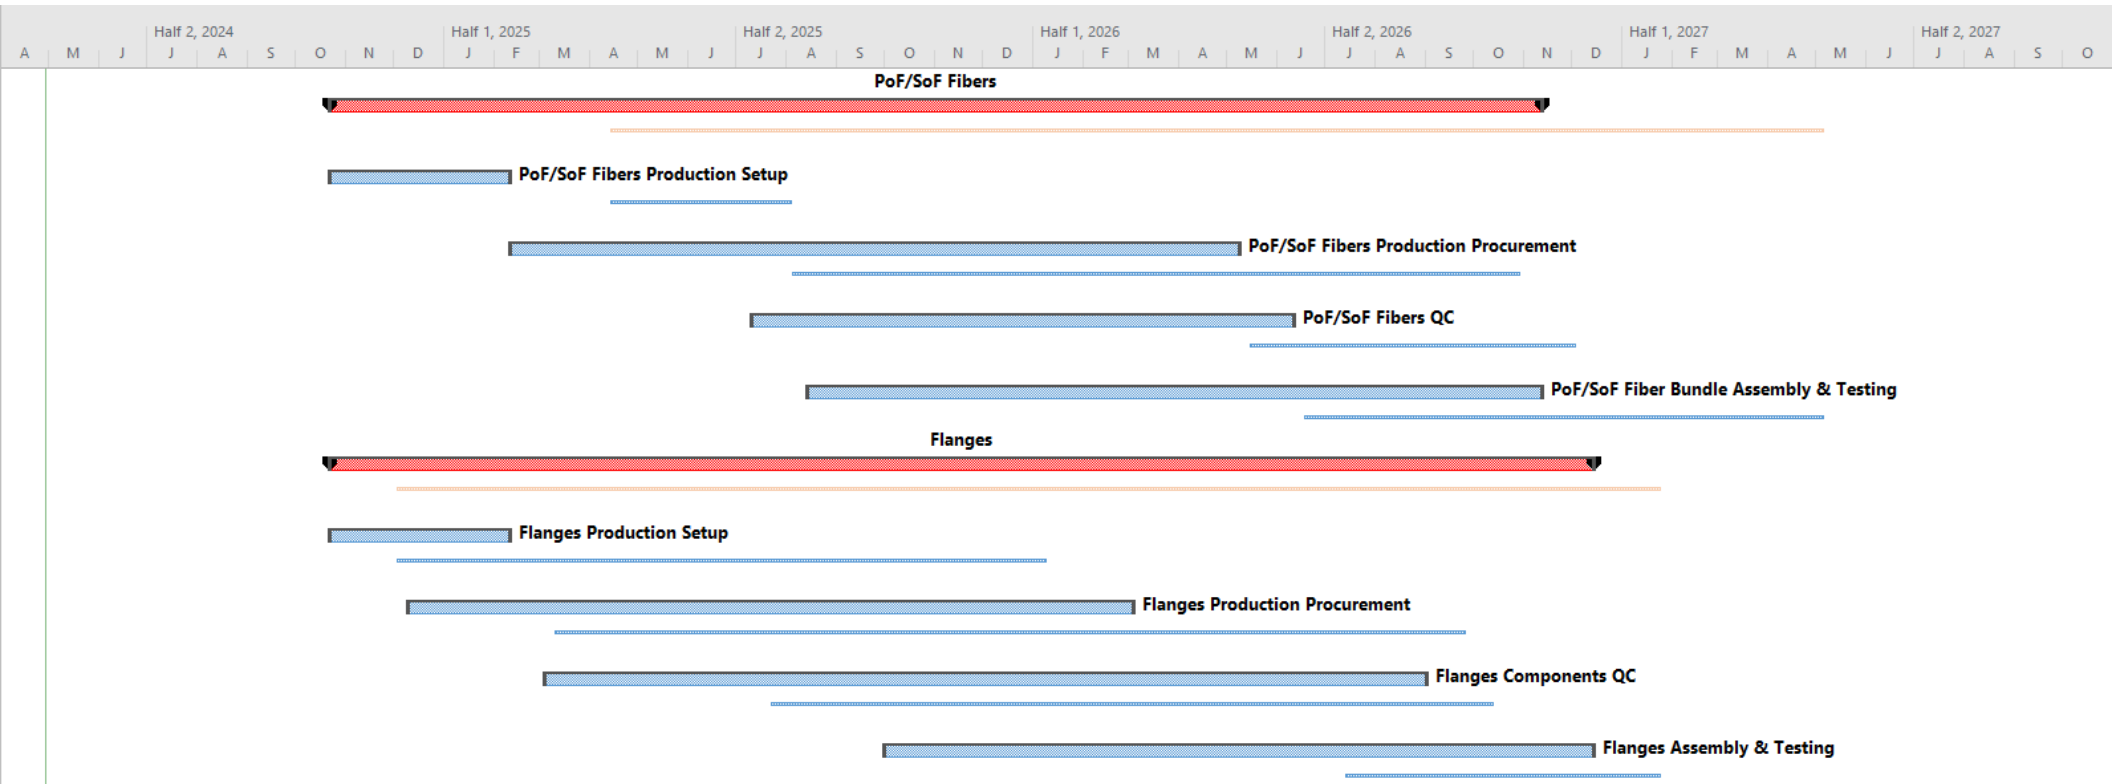 Half 2, 2024 Half 1, 2025 Half 2, 2025 Half 1, 2026 Half 2, 2026 Half 1, 2027 Half 2, 2027
A M J J A S O N D J F M A M J J A S O N D J F M A M J J A S O N D J F M A M J J A S O
PoF/SoF Fibers
PoF/SoF Fibers Production Setup
PoF/SoF Fibers Production Procurement
PoF/SoF Fibers QC
PoF/SoF Fiber Bundle Assembly & Testing
Flanges
Flanges Production Setup
Flanges Production Procurement
Flanges Components QC
Flanges Assembly & Testing